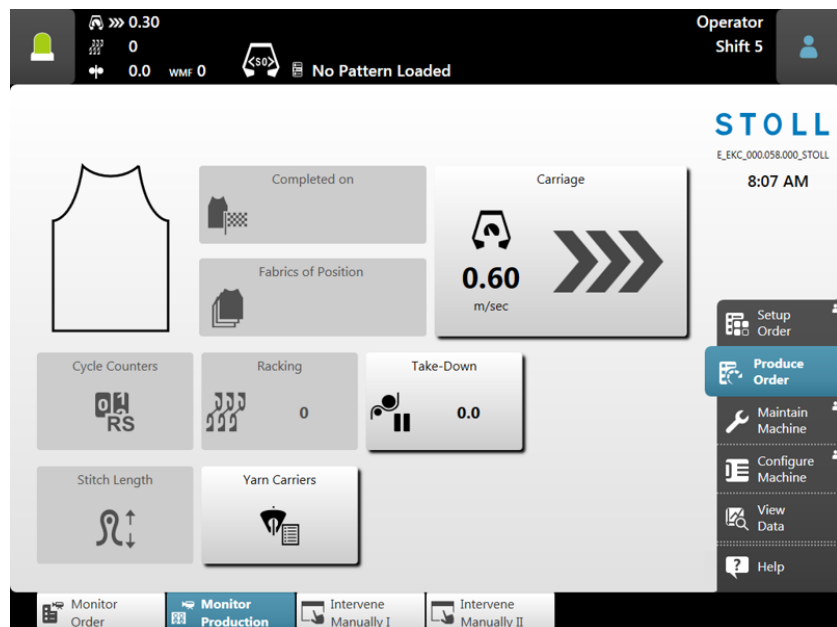 0.30
Operator
0
<so>
Shift 5
0.0 WMF 0
No Pattern Loaded
STOLL
E_EKC_000.058.000_STOLL
8:07 AM
Completed on
Carriage
0.60
m/sec
Fabrics of Position
Setup
Order
Produce
Order
Cycle Counters
Racking
Take-Down
RS
0
0.0
Maintain
Machine
Configure
Machine
Stitch Length
Yarn Carriers
View
Data
Help
Monitor
Order
Monitor
Production
Intervene
Manually I
Intervene
Manually II